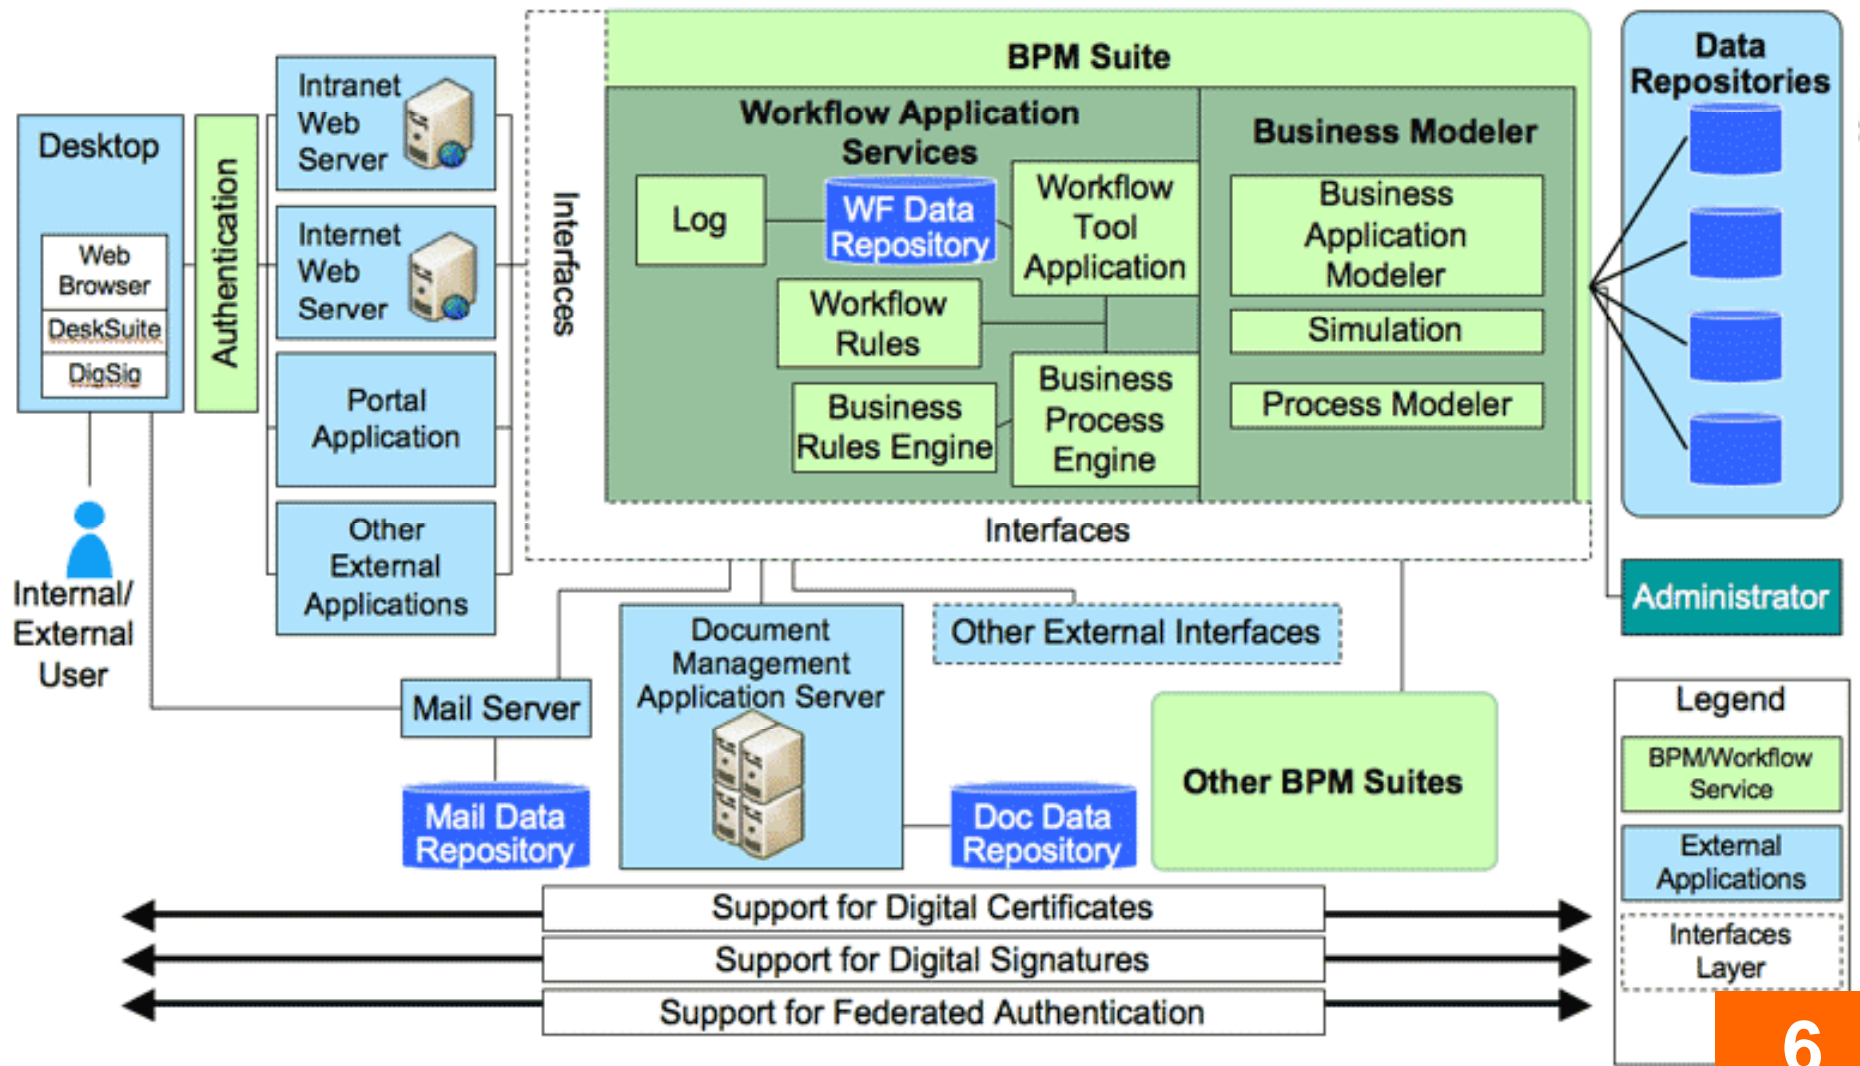 Desktop
Web
Browser
DeskSuite
DigSig
Internal/
External
User
Authentication
Intranet
Web
Server
Internet
Web
Server
Portal
Application
Other
External
Applications
Interfaces
BPM Suite
Workflow Application
Services
Log
WF Data
Repository
Workflow
Tool
Application
Workflow
Rules
Business
Rules Engine
Business
Process
Engine
Business Modeler
Business
Application
Modeler
Simulation
Process Modeler
Interfaces
Data
Repositories
Administrator
Mail Server
Mail Data
Repository
Document
Management
Application Server
Doc Data
Repository
Other External Interfaces
Other BPM Suites
Legend
BPM/Workflow
Service
External
Applications
Interfaces
Layer
Support for Digital Certificates
Support for Digital Signatures
Support for Federated Authentication
6